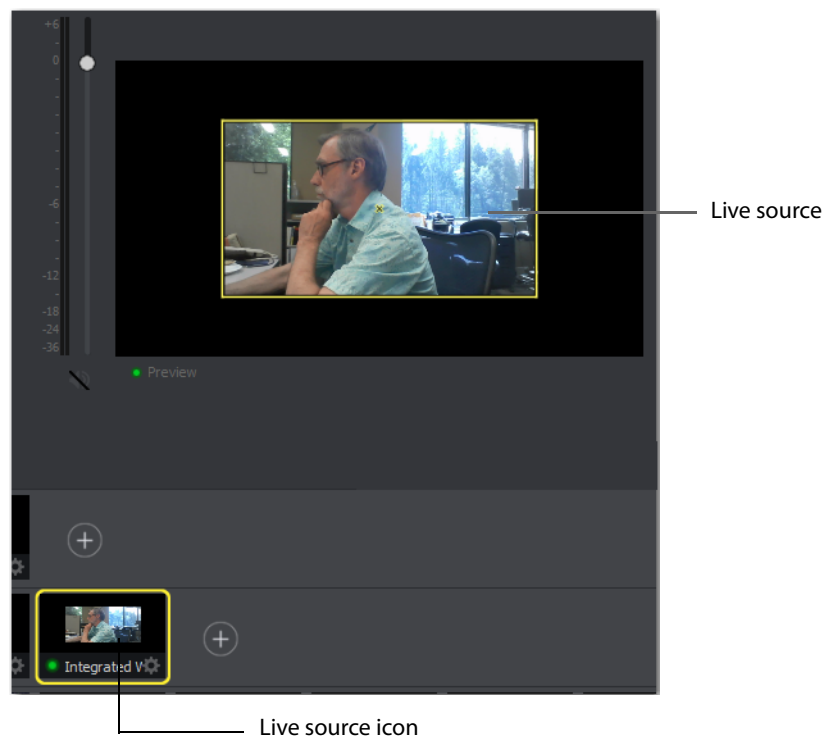 +6
0
-6
-12
-18
-24
-36
Live source
Preview
Integrated W
Live source icon